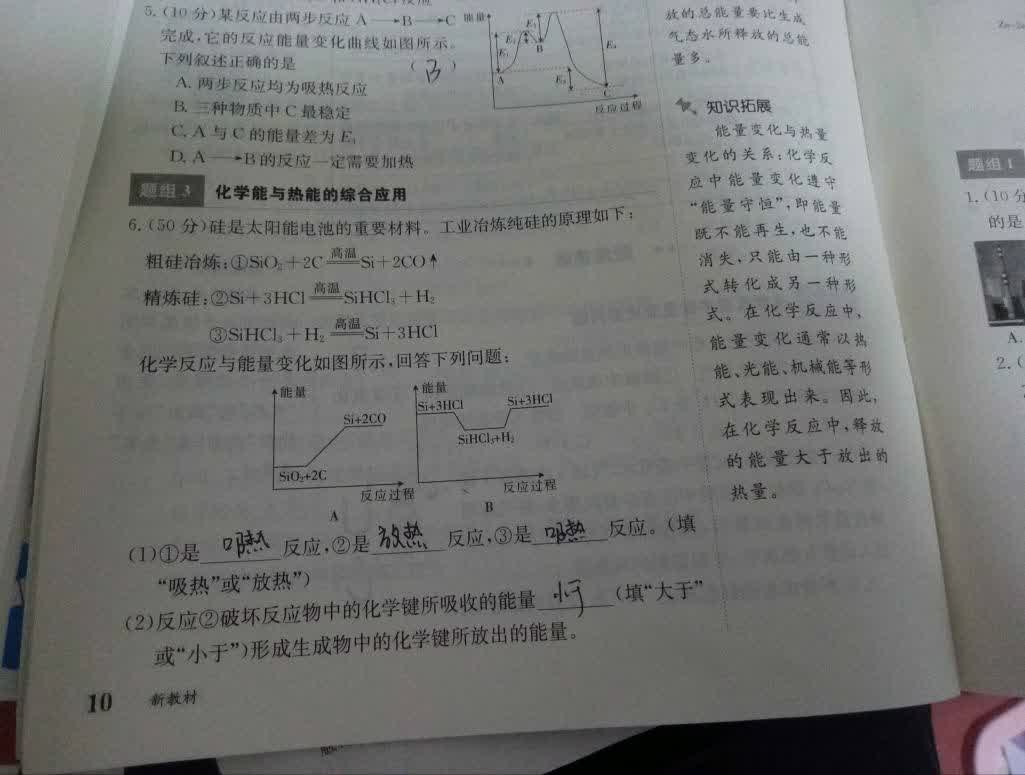 5.(10分)某反应由两步反应 A→B→C
完成,它的反应能量变化曲线如图所示。
下列叙述正确的是 (B)
A. 两步反应均为吸热反应
B. 三种物质中 C 最稳定
C. A 与 C 的能量差为 E₄
D. A→B 的反应一定需要加热
能量
E₁
E₂
E₃
E₄
E₅
A
B
C
反应过程
题组 3 化学能与热能的综合应用
6.(50分)硅是太阳能电池的重要材料。工业冶炼纯硅的原理如下:
粗硅冶炼:①SiO₂+2C 高温 Si+2CO↑
精炼硅:②Si+3HCl 高温 SiHCl₃+H₂
③SiHCl₃+H₂ 高温 Si+3HCl
化学反应与能量变化如图所示,回答下列问题:
能量
Si+2CO
SiO₂+2C
反应过程
A
能量
Si+3HCl
Si+3HCl
SiHCl₃+H₂
反应过程
B
(1)①是 吸热 反应,②是 放热 反应,③是 吸热 反应。(填
“吸热”或“放热”)
(2)反应②破坏反应物中的化学键所吸收的能量 小于 (填“大于”
或“小于”)形成生成物中的化学键所放出的能量。
10 新教材
放的总能量要比生成
气态水所释放的总能
量多。
知识拓展
能量变化与热量
变化的关系:化学反
应中能量变化遵守
“能量守恒”,即能量
既不能再生,也不能
消失,只能由一种形
式转化成另一种形
式。在化学反应中,
能量变化通常以热
能、光能、机械能等形
式表现出来。因此,
在化学反应中,释放
的能量大于放出的
热量。
题组 1
1.(10分
的是
A.
2.(